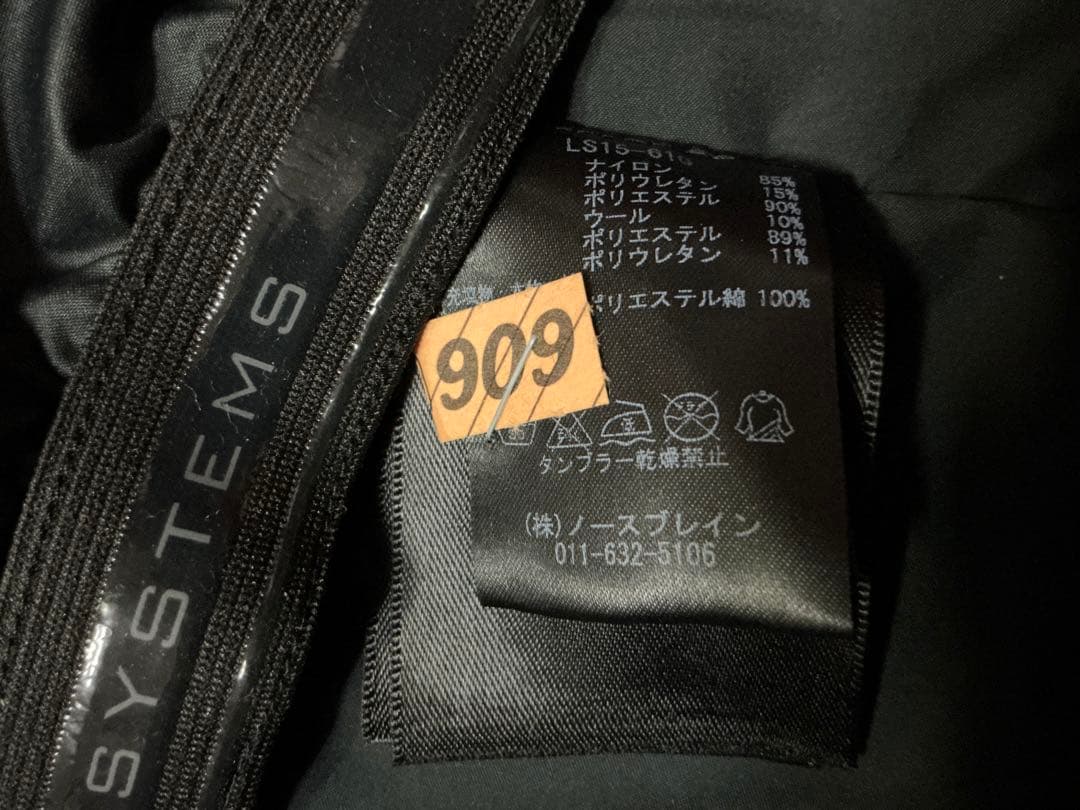 SYSTEMS
ナイロン 85%
ポリウレタン 15%
ポリエステル 90%
ウール 10%
ポリエステル 89%
ポリウレタン 11%
ポリエステル綿 100%
909
タンブラー乾燥禁止
(株)ノースブレイン
011-632-5106